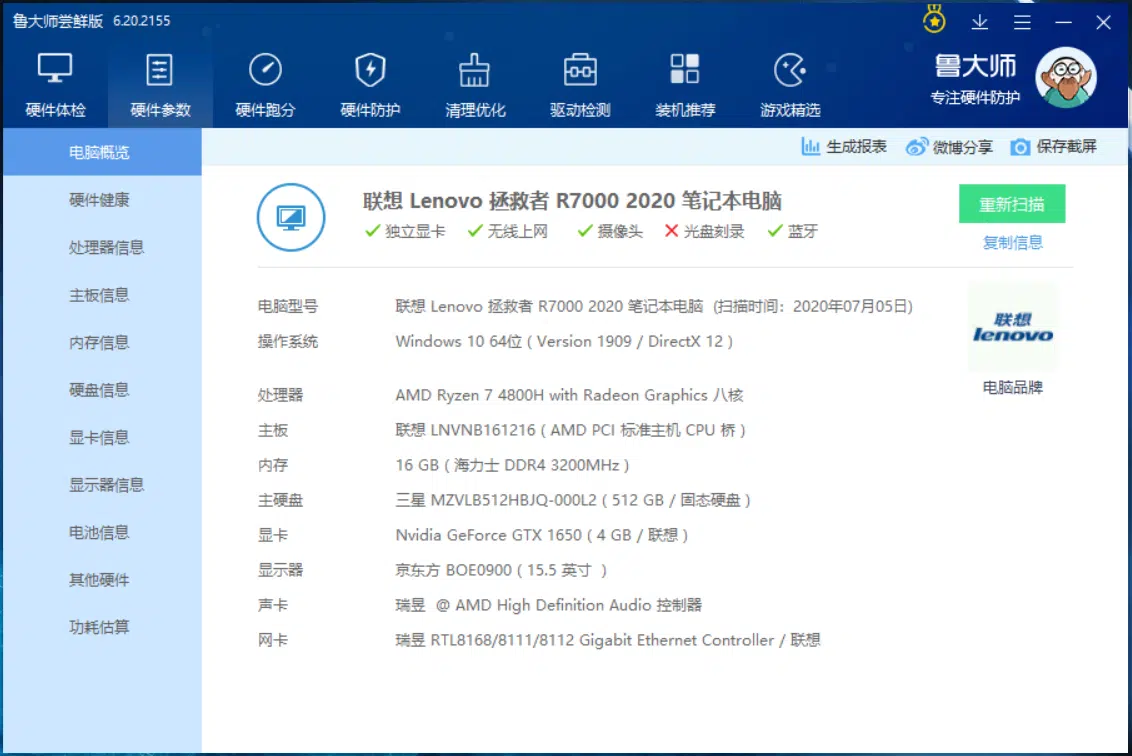 鲁大师尝鲜版 6.20.2155
硬件体检 硬件参数 硬件跑分 硬件防护 清理优化 驱动检测 装机推荐 游戏精选
鲁大师
专注硬件防护
生成报表 微博分享 保存截屏
电脑概览
硬件健康
处理器信息
主板信息
内存信息
硬盘信息
显卡信息
显示器信息
电池信息
其他硬件
功耗估算
联想 Lenovo 拯救者 R7000 2020 笔记本电脑
独立显卡 无线上网 摄像头 光盘刻录 蓝牙
重新扫描
复制信息
电脑型号 联想 Lenovo 拯救者 R7000 2020 笔记本电脑 (扫描时间：2020年07月05日)
操作系统 Windows 10 64位 ( Version 1909 / DirectX 12 )
处理器 AMD Ryzen 7 4800H with Radeon Graphics 八核
主板 联想 LNVNB161216 ( AMD PCI 标准主机 CPU 桥 )
内存 16 GB ( 海力士 DDR4 3200MHz )
主硬盘 三星 MZVLB512HBJQ-000L2 ( 512 GB / 固态硬盘 )
显卡 Nvidia GeForce GTX 1650 ( 4 GB / 联想 )
显示器 京东方 BOE0900 ( 15.5 英寸 )
声卡 瑞昱 @ AMD High Definition Audio 控制器
网卡 瑞昱 RTL8168/8111/8112 Gigabit Ethernet Controller / 联想
联想
lenovo
电脑品牌